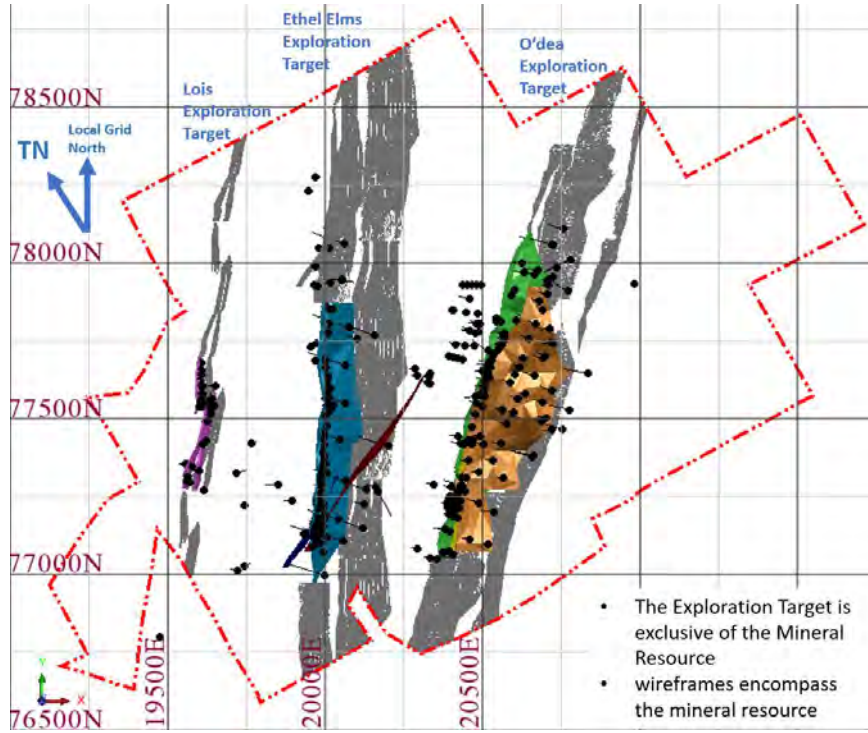 Ethel Elms
Exploration
Target
O'dea
Exploration
Target
Lois
Exploration
Target
78500N
TN
Local Grid
North
78000N
77500N
77000N
76500N
19500E
20000E
20500E
Y
X
• The Exploration Target is
exclusive of the Mineral
Resource
• wireframes encompass
the mineral resource